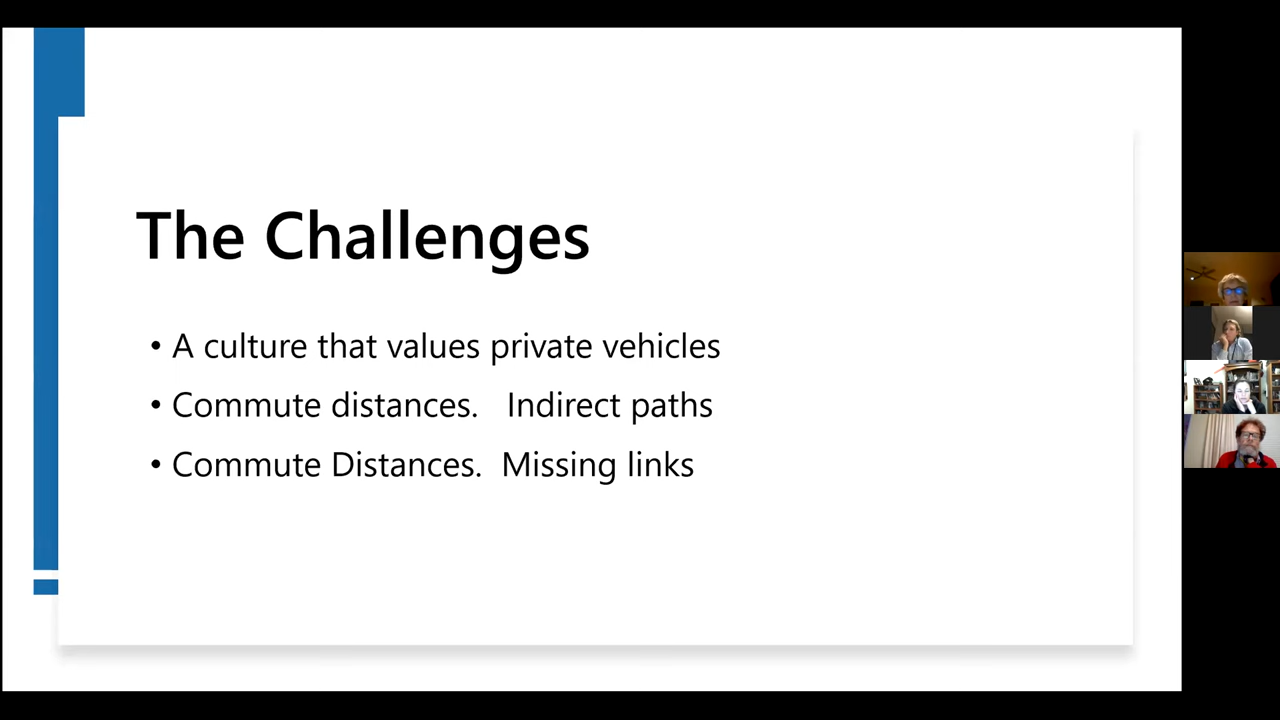 The Challenges
• A culture that values private vehicles
• Commute distances.   Indirect paths
• Commute Distances.  Missing links